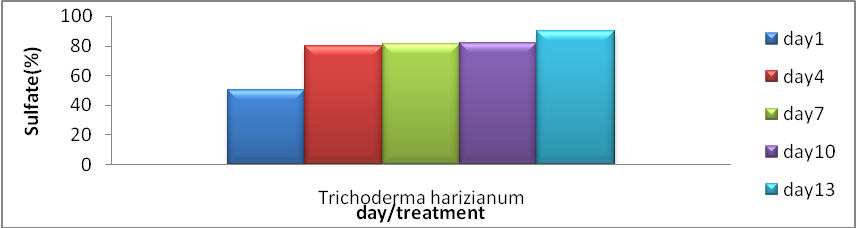 100
80
60
40
20
0
Sulfate(%)
Trichoderma harizianum
day/treatment
day1
day4
day7
day10
day13